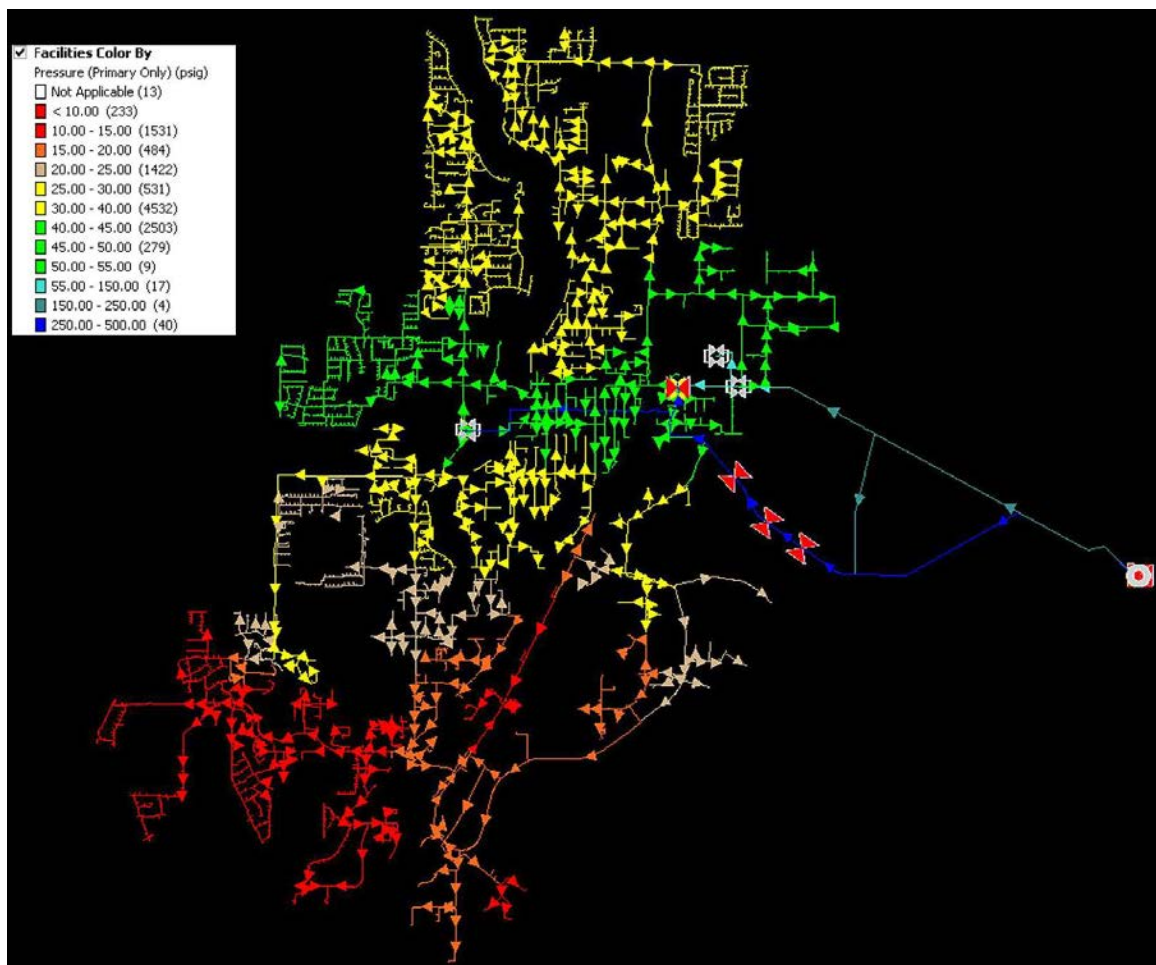 Facilities Color By
Pressure (Primary Only) (psig)
Not Applicable (13)
< 10.00 (233)
10.00 - 15.00 (1531)
15.00 - 20.00 (484)
20.00 - 25.00 (1422)
25.00 - 30.00 (531)
30.00 - 40.00 (4532)
40.00 - 45.00 (2503)
45.00 - 50.00 (279)
50.00 - 55.00 (9)
55.00 - 150.00 (17)
150.00 - 250.00 (4)
250.00 - 500.00 (40)